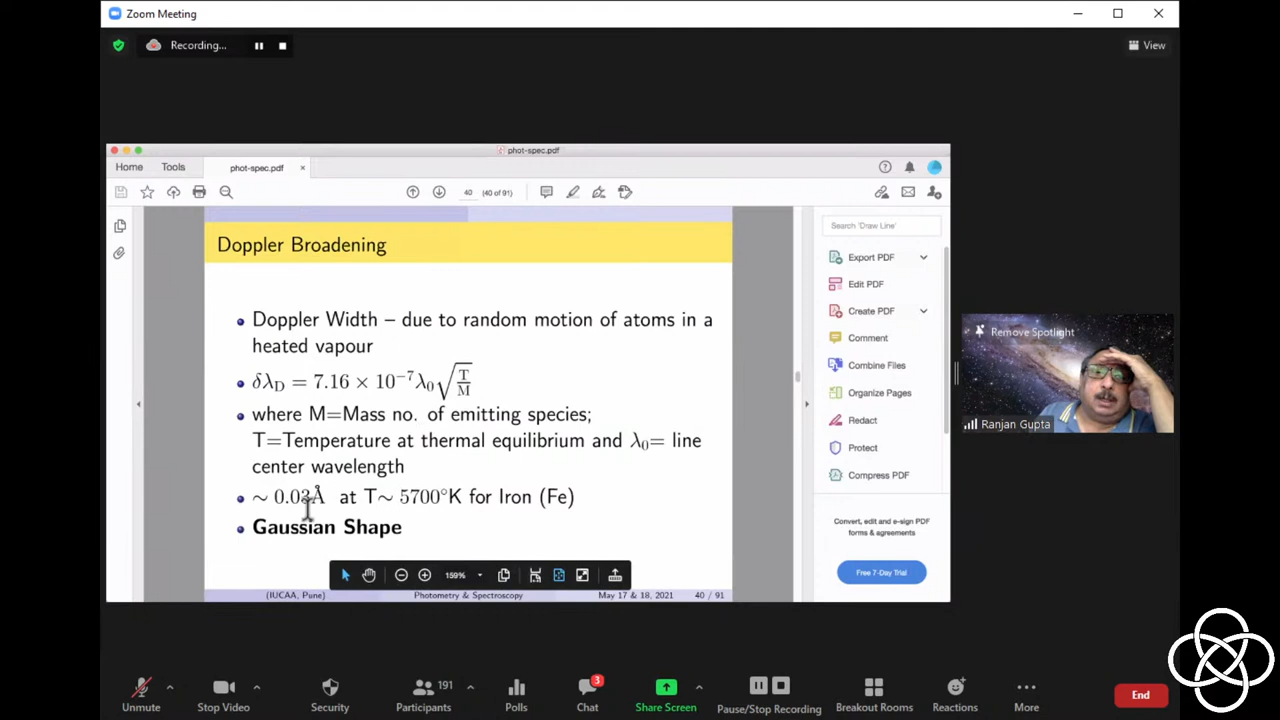 Zoom Meeting
Recording...
View
phot-spec.pdf
Home Tools phot-spec.pdf ×
40 (40 of 91)
Doppler Broadening
Doppler Width – due to random motion of atoms in a
heated vapour
δλ_D = 7.16 × 10⁻⁷λ₀√(T/M)
where M=Mass no. of emitting species;
T=Temperature at thermal equilibrium and λ₀= line
center wavelength
∼ 0.03Å at T∼ 5700°K for Iron (Fe)
Gaussian Shape
159%
(IUCAA, Pune) Photometry & Spectroscopy May 17 & 18, 2021 40 / 91
Search 'Draw Line'
Export PDF
Edit PDF
Create PDF
Comment
Combine Files
Organize Pages
Redact
Protect
Compress PDF
Convert, edit and e-sign PDF
forms & agreements
Free 7-Day Trial
Remove Spotlight
Ranjan Gupta
Unmute
Stop Video
Security
191
Participants
Polls
3
Chat
Share Screen
Pause/Stop Recording
Breakout Rooms
Reactions
More
End